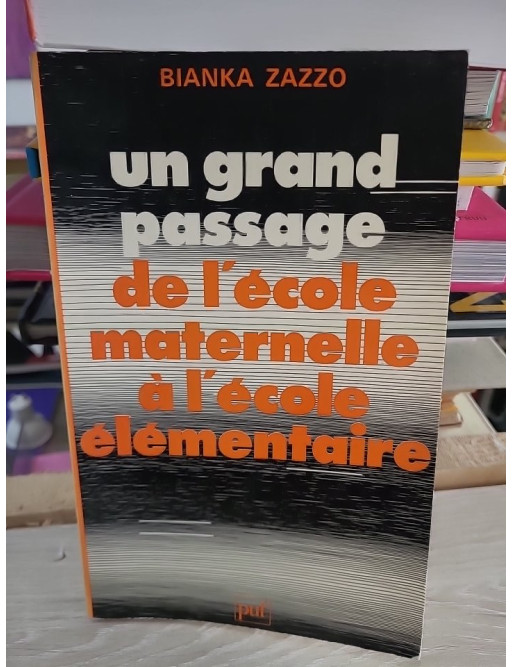 BIANKA ZAZZO
un grand
passage
de l'école
maternelle
à l'école
élémentaire
puf